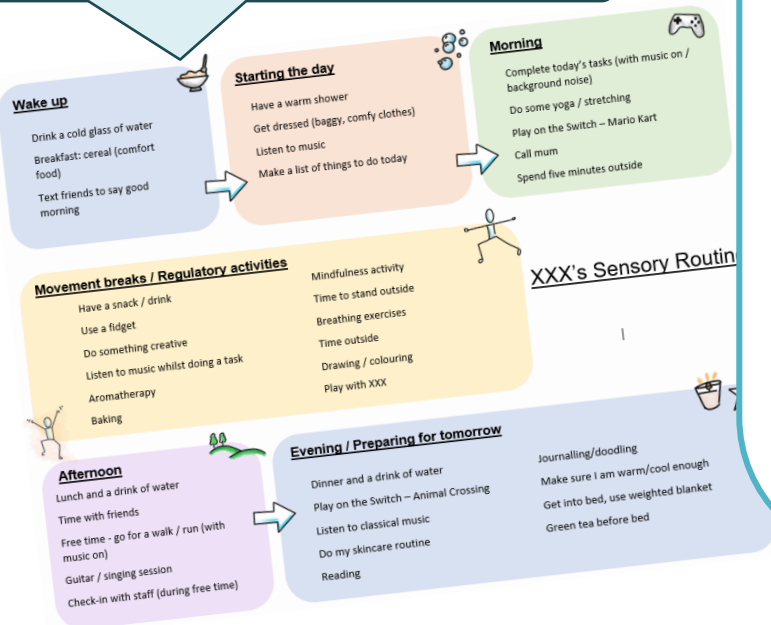 Wake up
Drink a cold glass of water
Breakfast: cereal (comfort
food)
Text friends to say good
morning
Starting the day
Have a warm shower
Get dressed (baggy, comfy clothes)
Listen to music
Make a list of things to do today
Morning
Complete today's tasks (with music on /
background noise)
Do some yoga / stretching
Play on the Switch – Mario Kart
Call mum
Spend five minutes outside
Movement breaks / Regulatory activities
Have a snack / drink
Use a fidget
Do something creative
Listen to music whilst doing a task
Aromatherapy
Baking
Mindfulness activity
Time to stand outside
Breathing exercises
Time outside
Drawing / colouring
Play with XXX
XXX's Sensory Routin
Afternoon
Lunch and a drink of water
Time with friends
Free time - go for a walk / run (with
music on)
Guitar / singing session
Check-in with staff (during free time)
Evening / Preparing for tomorrow
Dinner and a drink of water
Play on the Switch – Animal Crossing
Listen to classical music
Do my skincare routine
Reading
Journalling/doodling
Make sure I am warm/cool enough
Get into bed, use weighted blanket
Green tea before bed